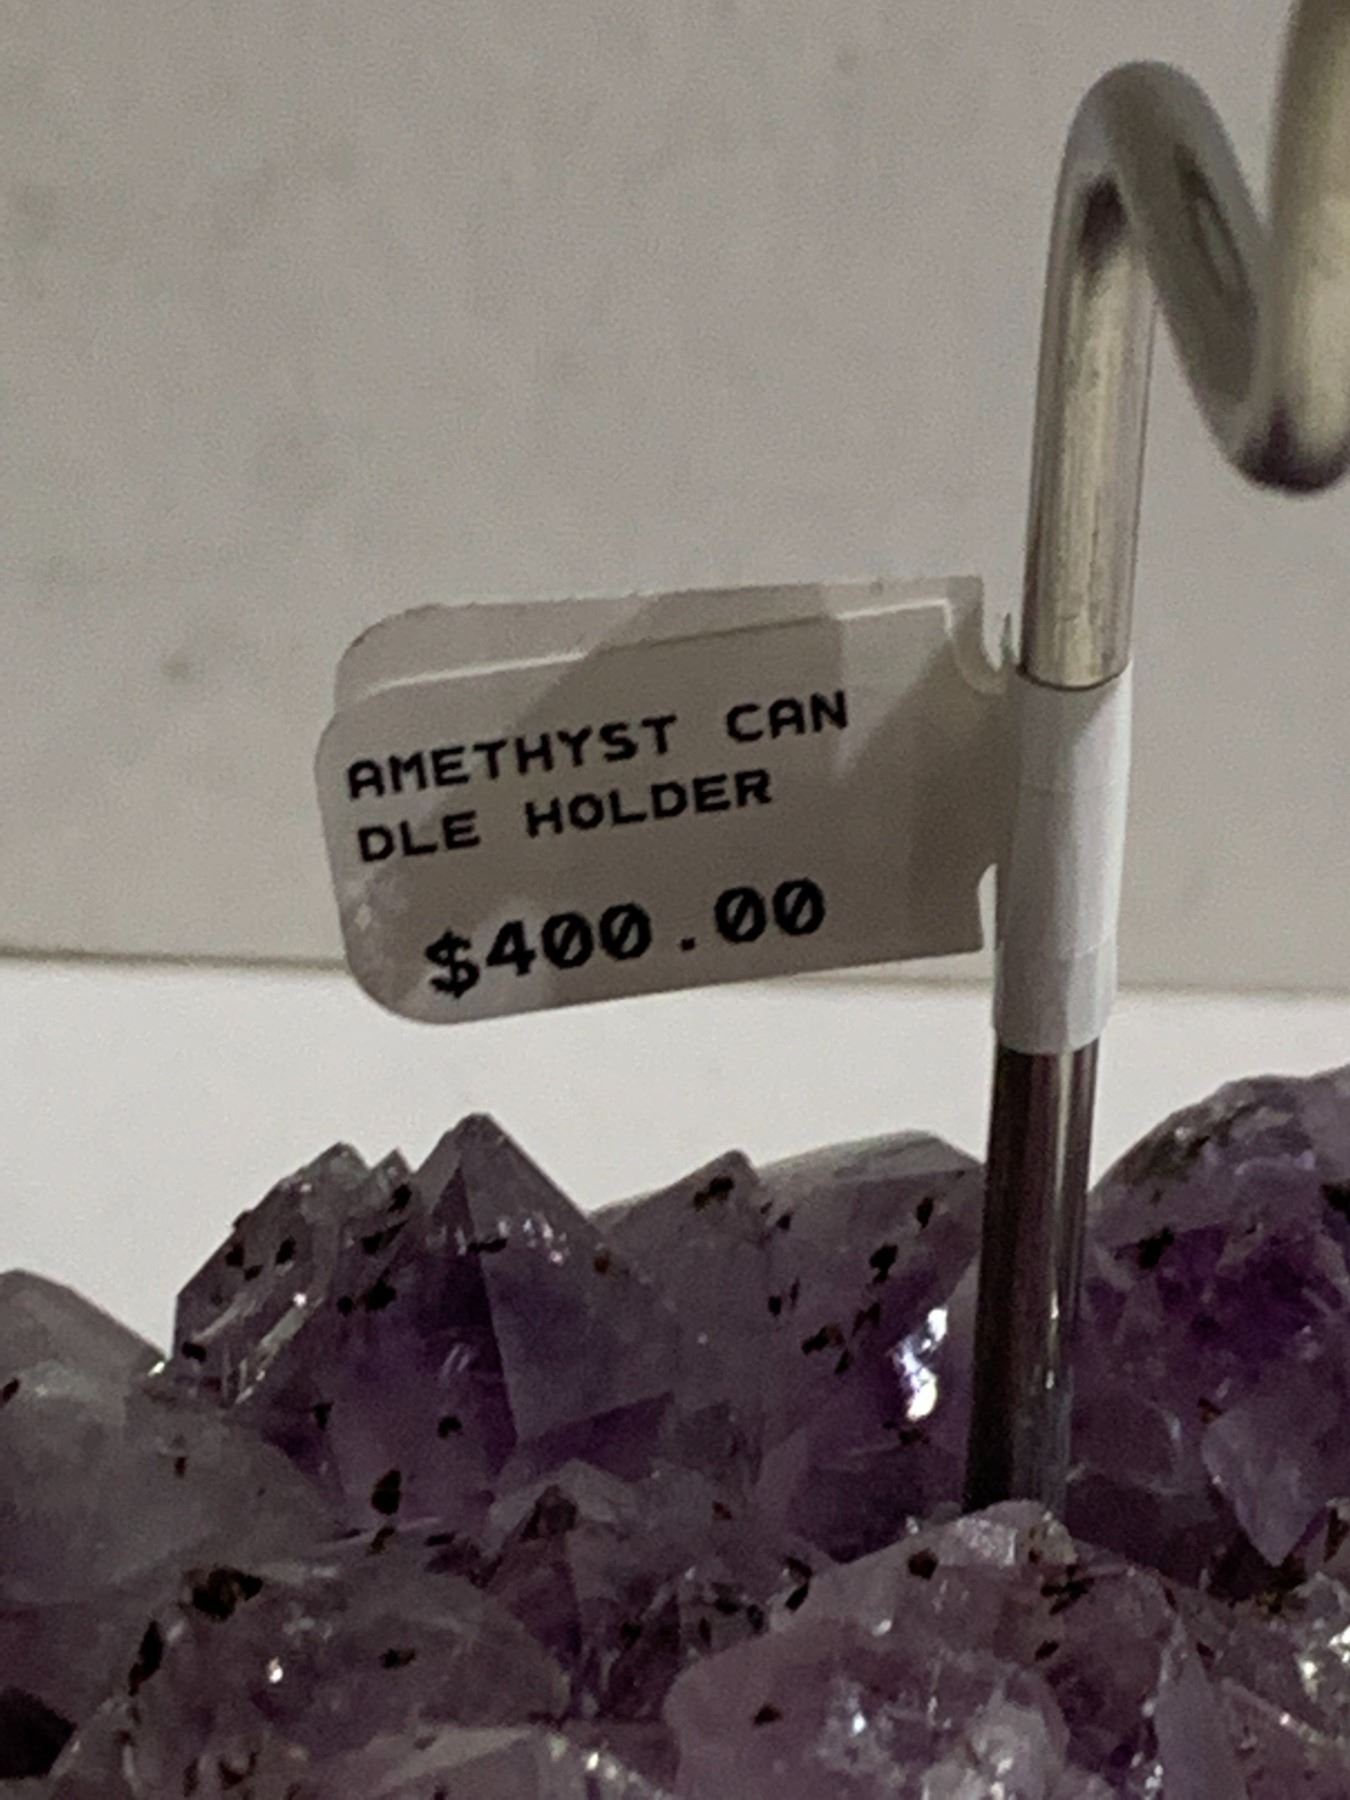 AMETHYST CAN
DLE HOLDER
$400.00